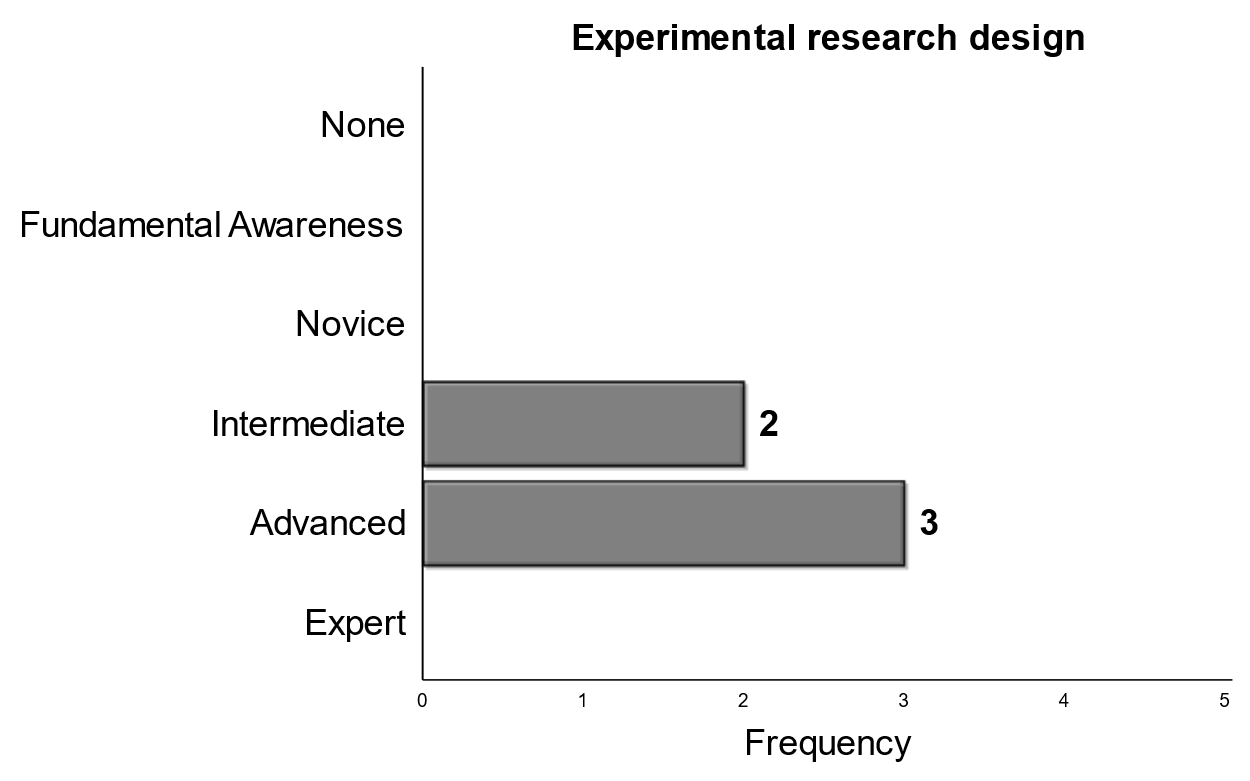 Experimental research design
None
Fundamental Awareness
Novice
Intermediate
2
Advanced
3
Expert
0 1 2 3 4 5
Frequency